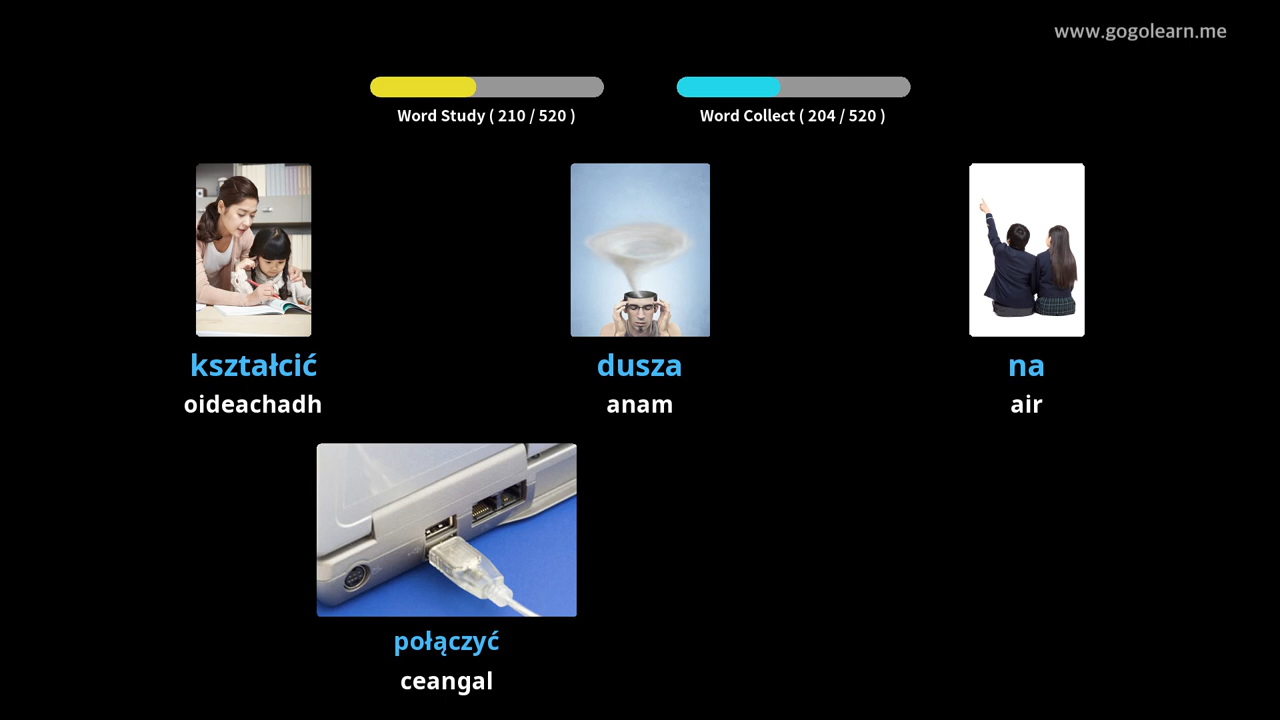 www.gogolearn.me
Word Study ( 210 / 520 )
Word Collect ( 204 / 520 )
kształcić
oideachadh
dusza
anam
na
air
połączyć
ceangal